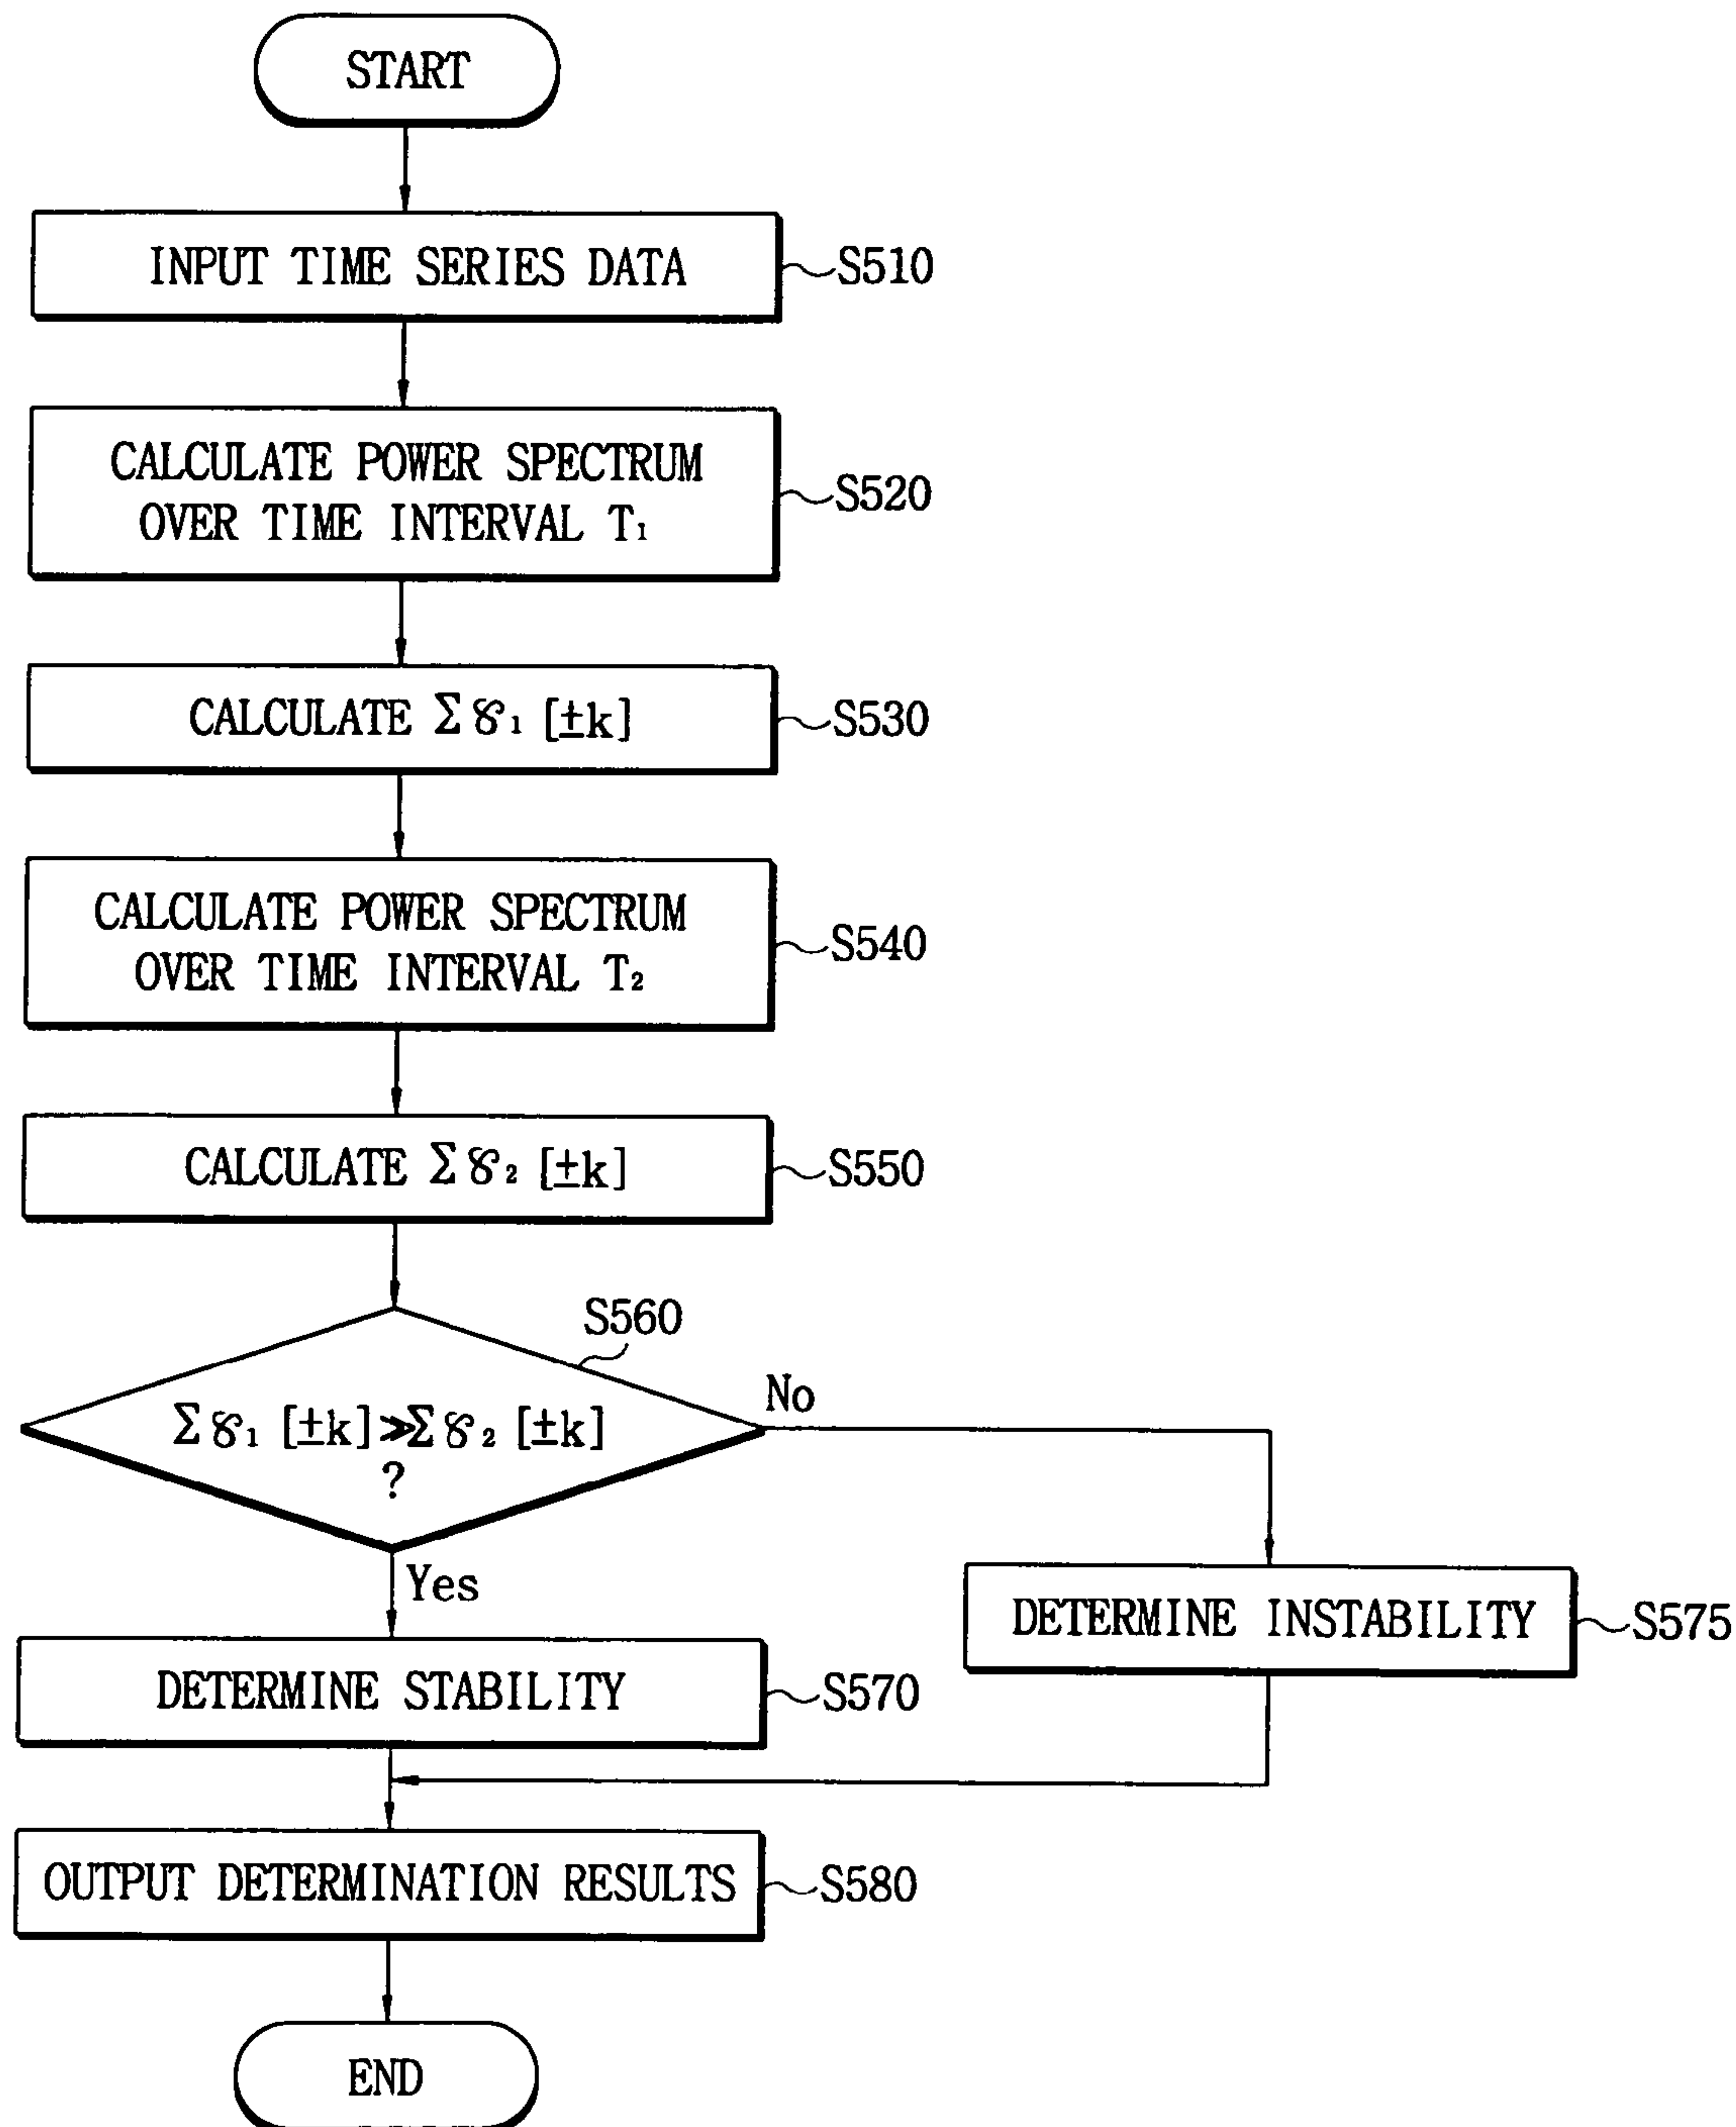 START
INPUT TIME SERIES DATA
S510
CALCULATE POWER SPECTRUM
OVER TIME INTERVAL T₁
S520
CALCULATE Σ℘₁ [±k]
S530
CALCULATE POWER SPECTRUM
OVER TIME INTERVAL T₂
S540
CALCULATE Σ℘₂ [±k]
S550
S560
Σ℘₁ [±k]≫Σ℘₂ [±k]
?
No
Yes
DETERMINE INSTABILITY
S575
DETERMINE STABILITY
S570
OUTPUT DETERMINATION RESULTS
S580
END